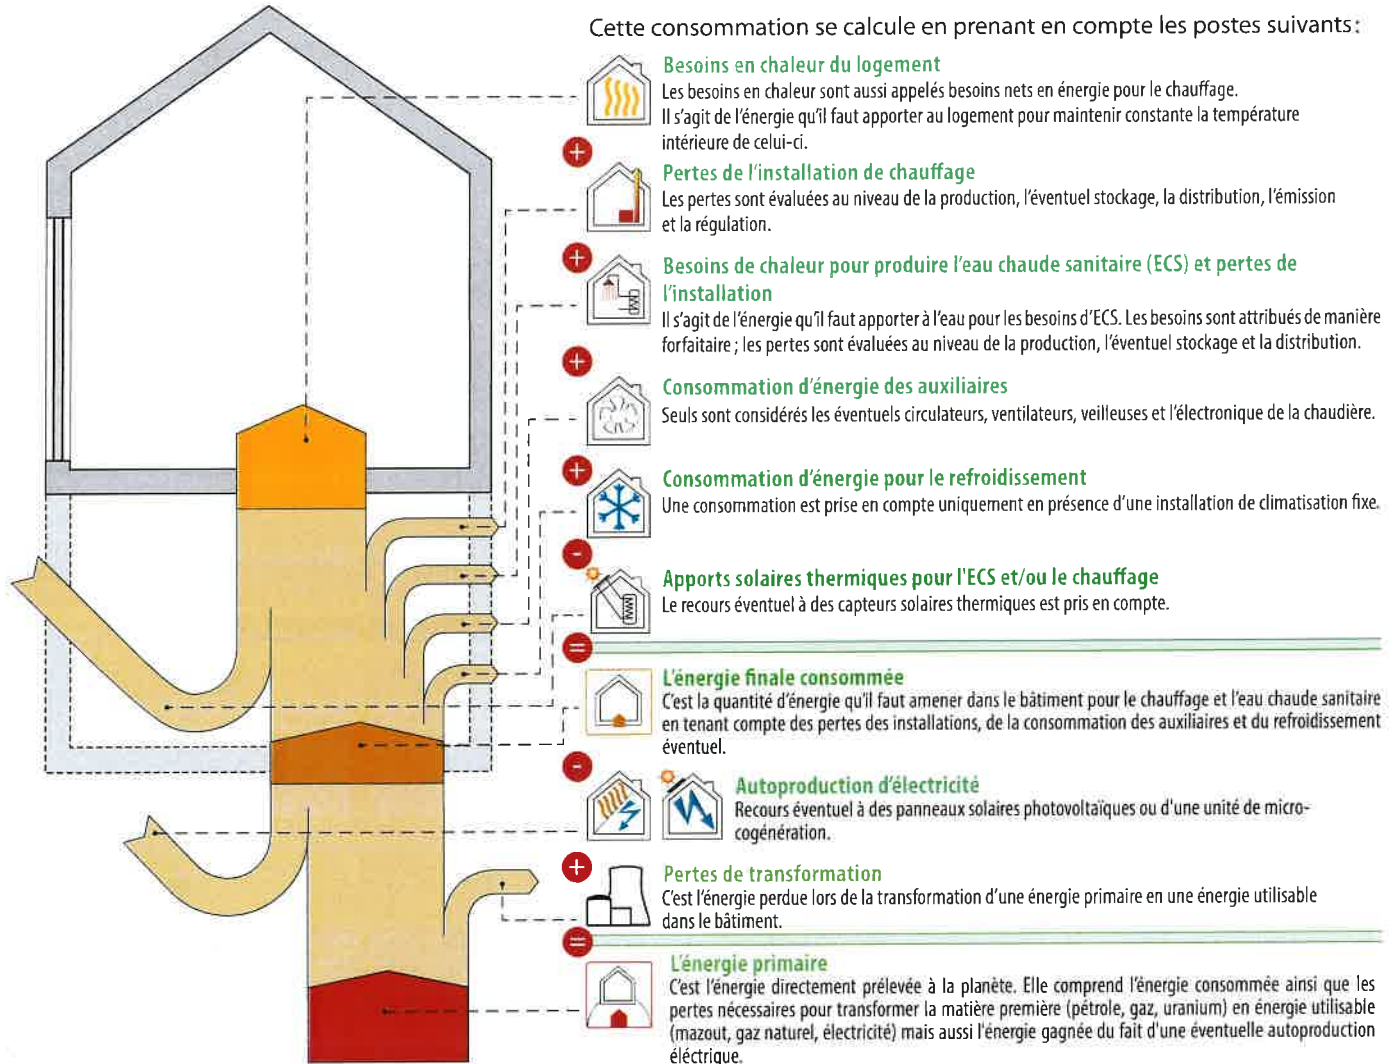 Cette consommation se calcule en prenant en compte les postes suivants :
Besoins en chaleur du logement
Les besoins en chaleur sont aussi appelés besoins nets en énergie pour le chauffage.
Il s'agit de l'énergie qu'il faut apporter au logement pour maintenir constante la température
intérieure de celui-ci.
+
Pertes de l'installation de chauffage
Les pertes sont évaluées au niveau de la production, l'éventuel stockage, la distribution, l'émission
et la régulation.
+
Besoins de chaleur pour produire l'eau chaude sanitaire (ECS) et pertes de
l'installation
Il s'agit de l'énergie qu'il faut apporter à l'eau pour les besoins d'ECS. Les besoins sont attribués de manière
forfaitaire ; les pertes sont évaluées au niveau de la production, l'éventuel stockage et la distribution.
+
Consommation d'énergie des auxiliaires
Seuls sont considérés les éventuels circulateurs, ventilateurs, veilleuses et l'électronique de la chaudière.
+
Consommation d'énergie pour le refroidissement
Une consommation est prise en compte uniquement en présence d'une installation de climatisation fixe.
-
Apports solaires thermiques pour l'ECS et/ou le chauffage
Le recours éventuel à des capteurs solaires thermiques est pris en compte.
=
L'énergie finale consommée
C'est la quantité d'énergie qu'il faut amener dans le bâtiment pour le chauffage et l'eau chaude sanitaire
en tenant compte des pertes des installations, de la consommation des auxiliaires et du refroidissement
éventuel.
-
Autoproduction d'électricité
Recours éventuel à des panneaux solaires photovoltaïques ou d'une unité de micro-
cogénération.
+
Pertes de transformation
C'est l'énergie perdue lors de la transformation d'une énergie primaire en une énergie utilisable
dans le bâtiment.
=
L'énergie primaire
C'est l'énergie directement prélevée à la planète. Elle comprend l'énergie consommée ainsi que les
pertes nécessaires pour transformer la matière première (pétrole, gaz, uranium) en énergie utilisable
(mazout, gaz naturel, électricité) mais aussi l'énergie gagnée du fait d'une éventuelle autoproduction
éléctrique.